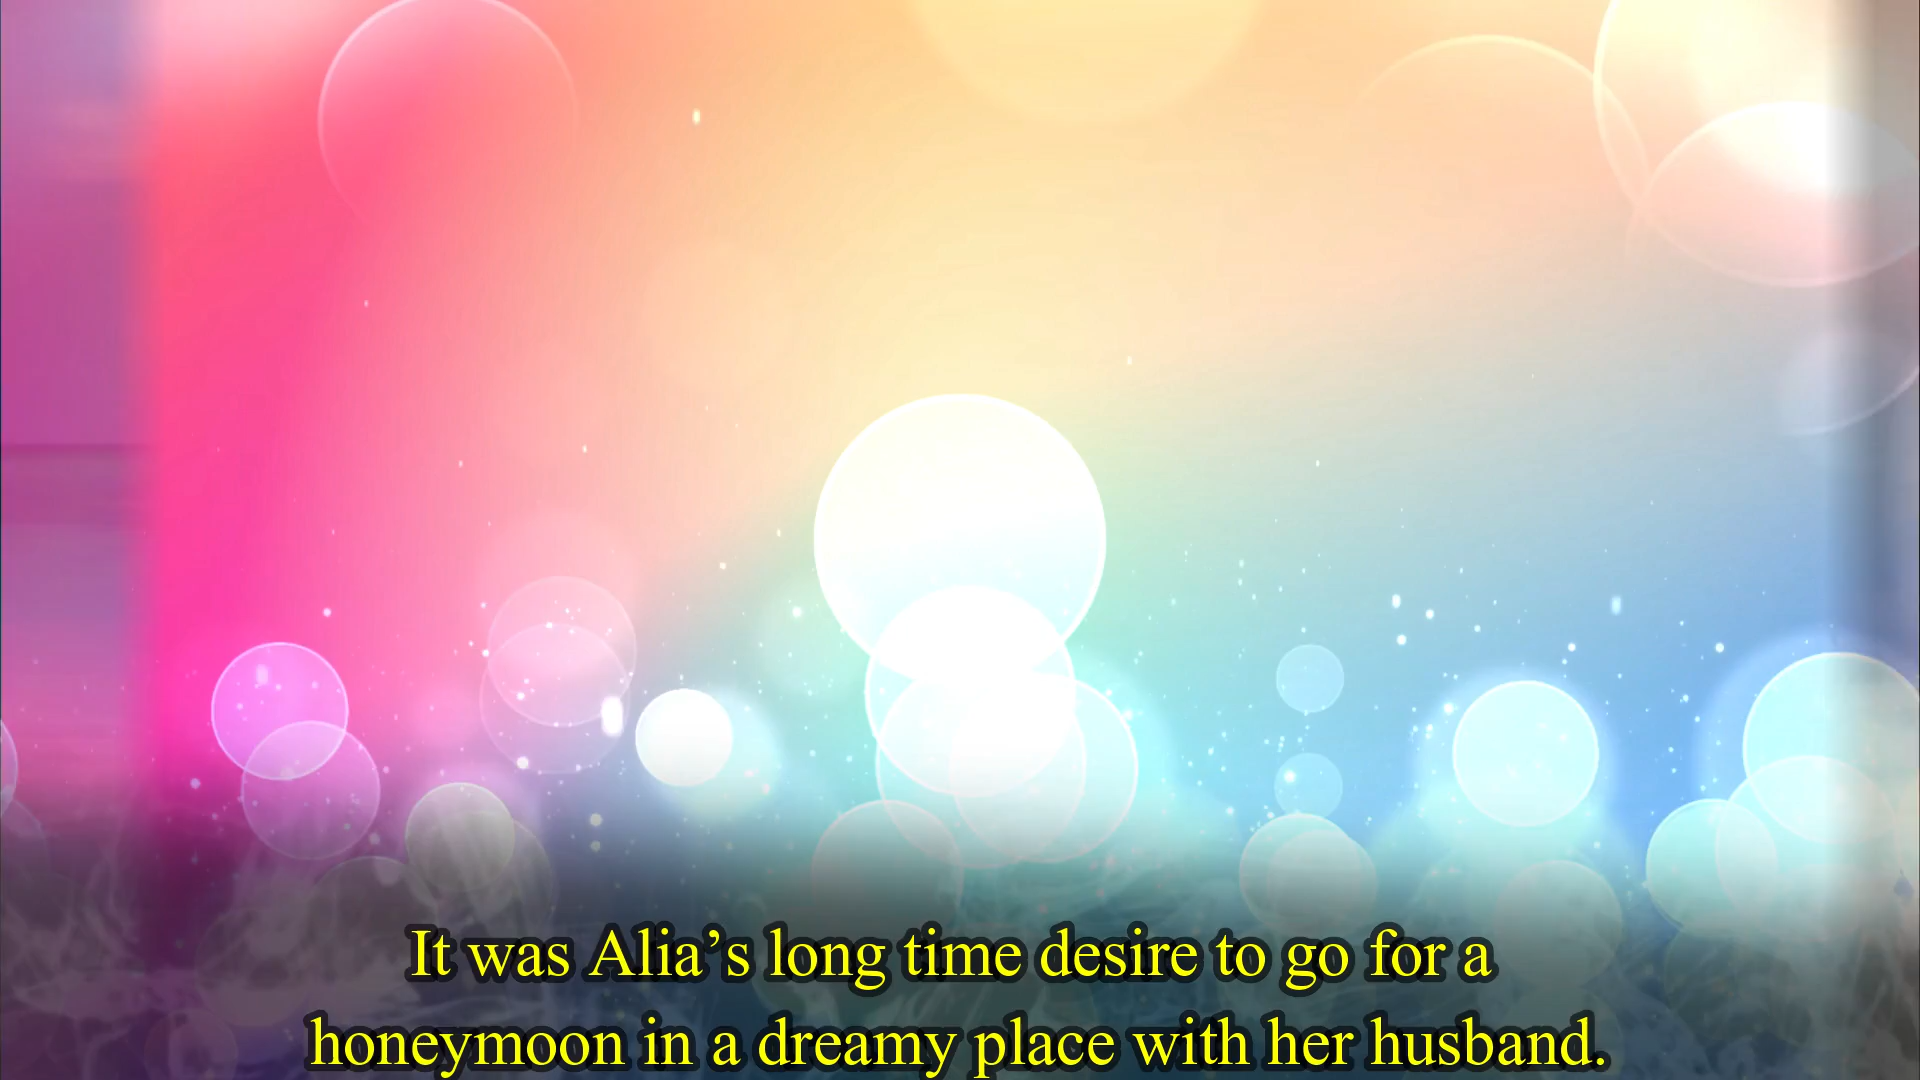 It was Alia’s long time desire to go for a
honeymoon in a dreamy place with her husband.